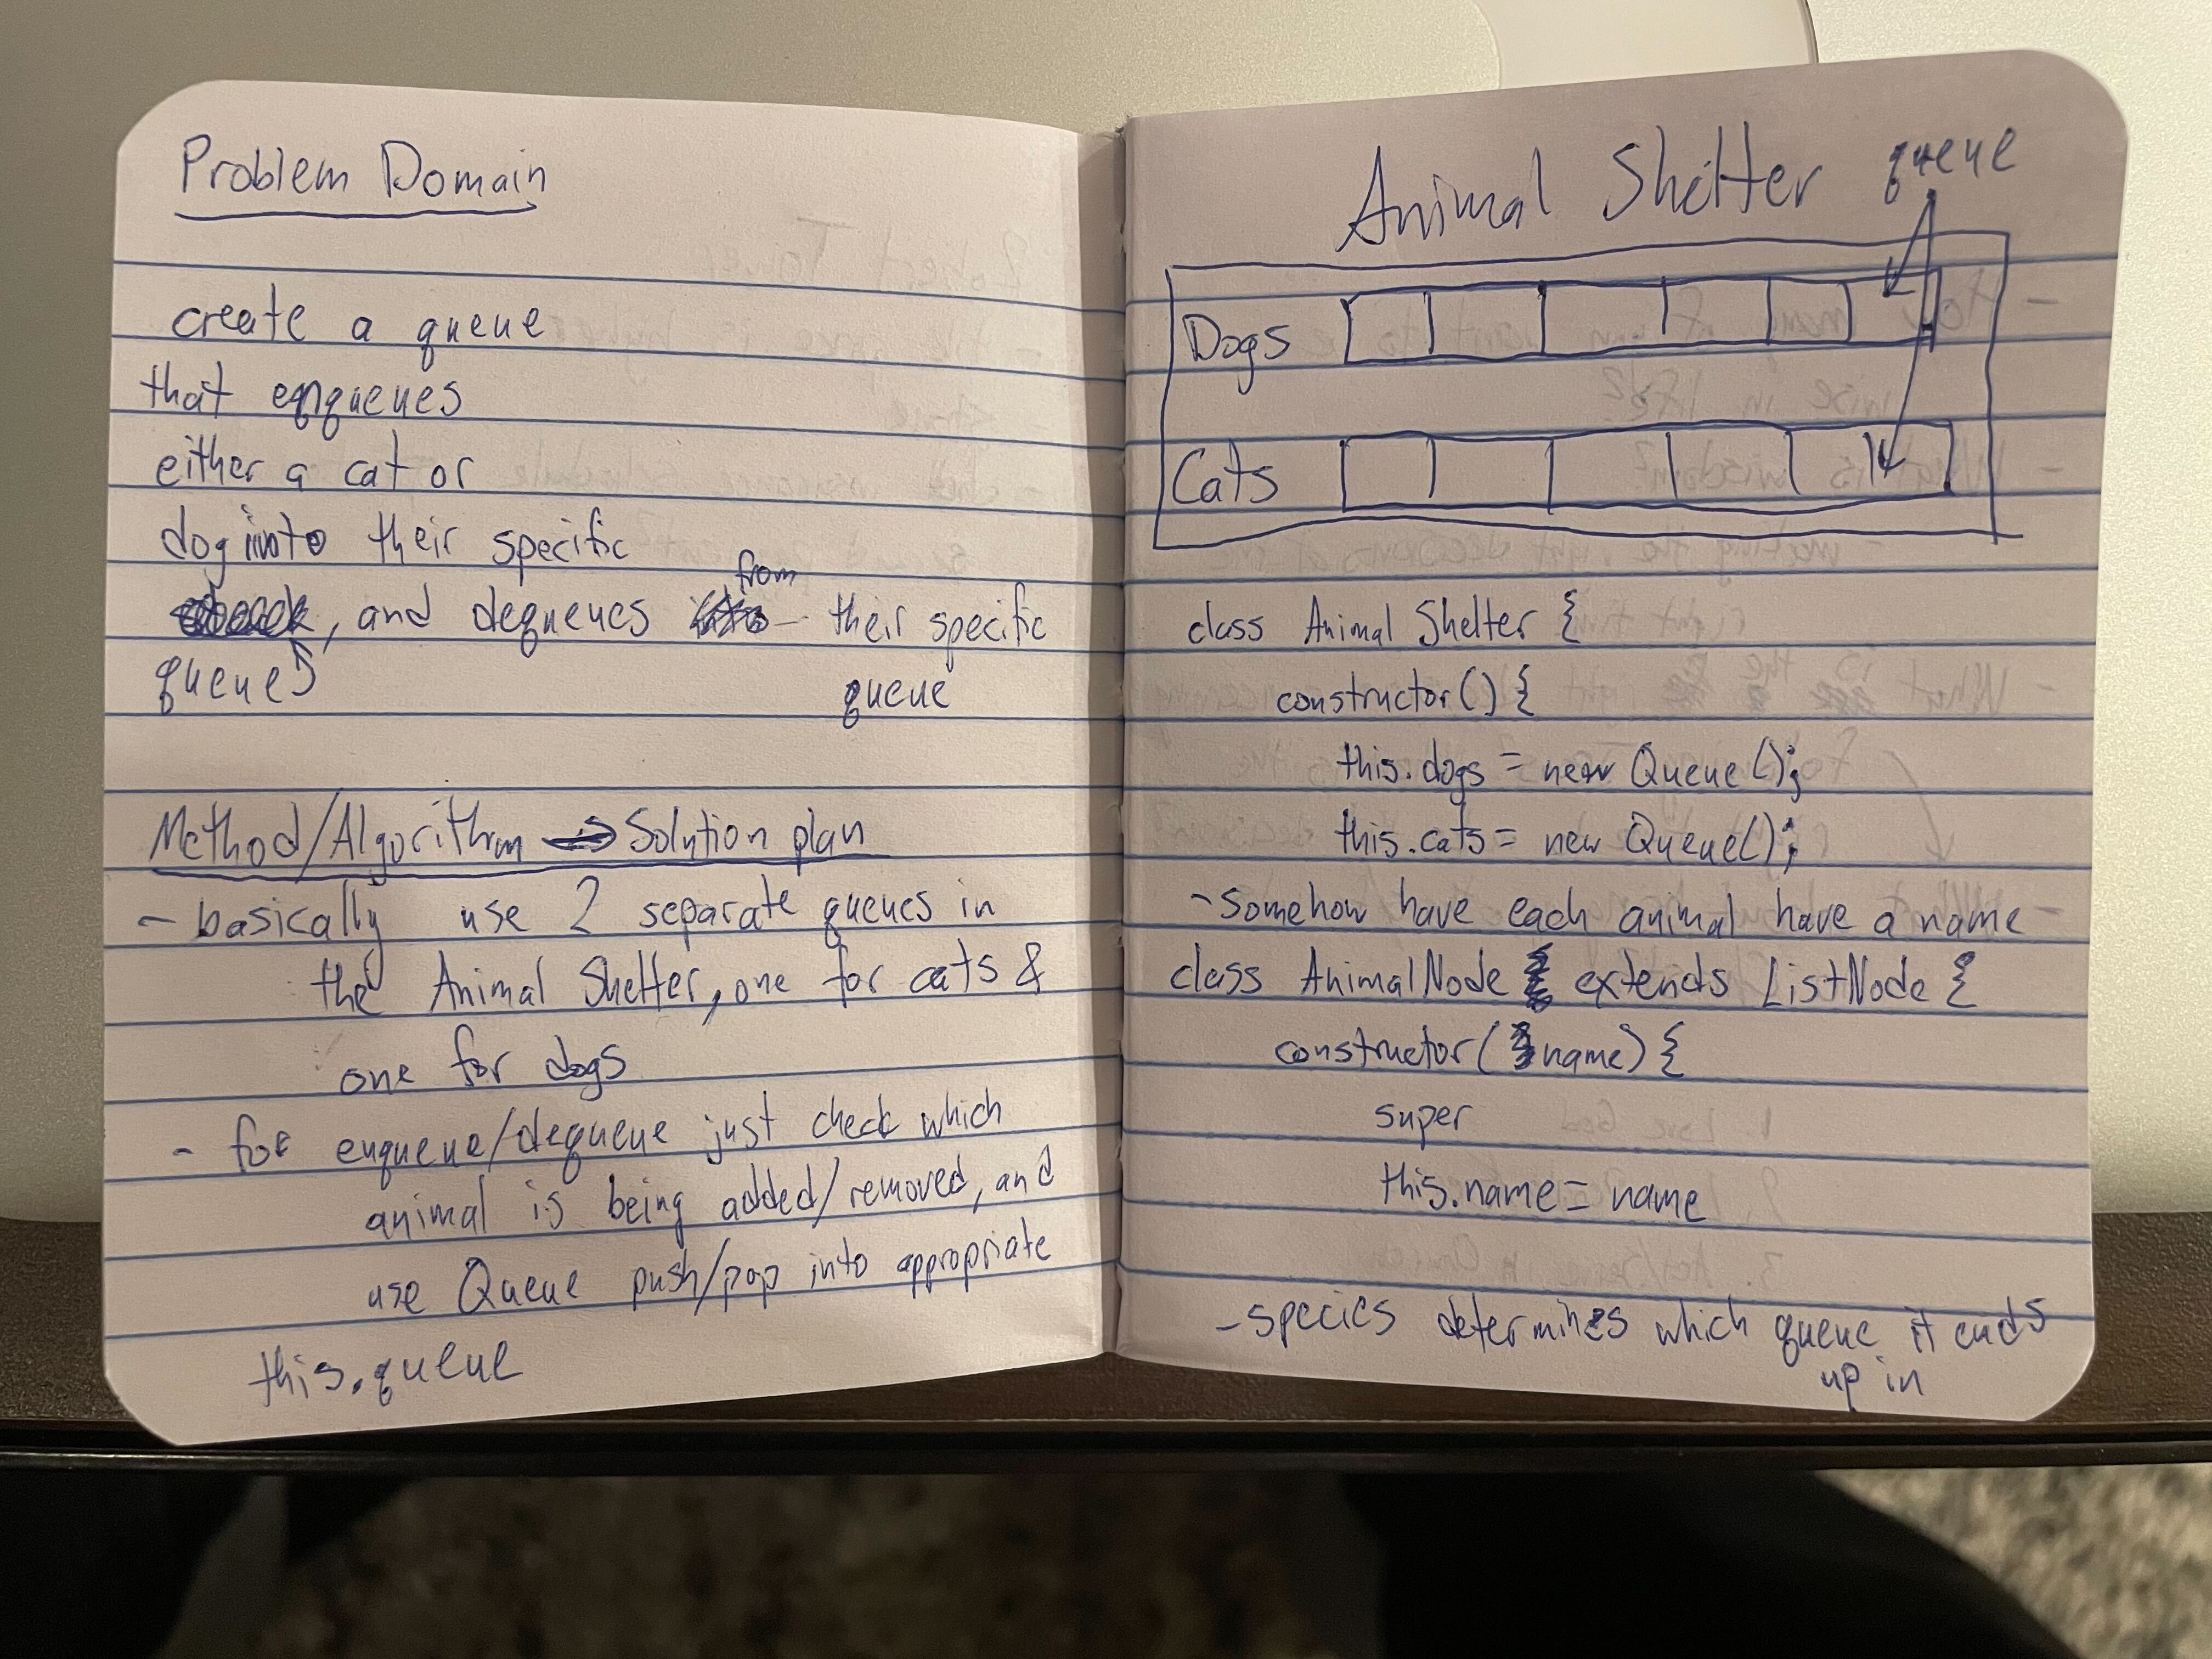 Problem Domain
create a queue
that enqueues
either a cat or
dog into their specific
from
, and dequeues their specific
queue
queue
Method/Algorithm → Solution plan
- basically use 2 separate queues in
the Animal Shelter, one for cats &
one for dogs
- for enqueue/dequeue just check which
animal is being added/removed, and
use Queue push/pop into appropriate
this.queue
Animal Shelter queue
Dogs
Cats
class Animal Shelter {
constructor() {
this.dogs = new Queue();
this.cats = new Queue();
- somehow have each animal have a name
class AnimalNode extends ListNode {
constructor(name) {
super
this.name = name
- species determines which queue it ends
up in